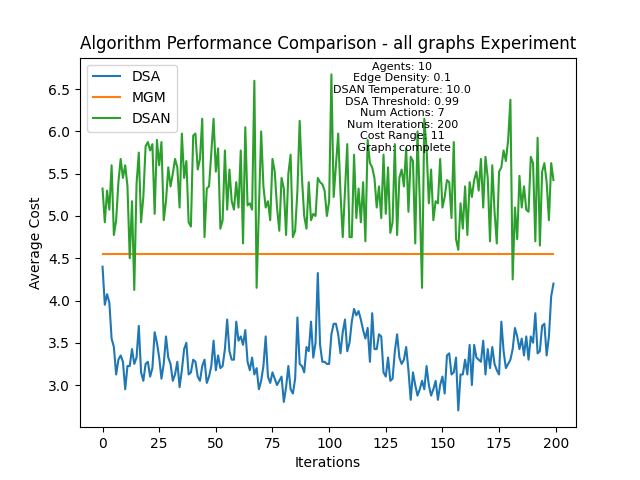 Algorithm Performance Comparison - all graphs Experiment
DSA
MGM
DSAN
Agents: 10
Edge Density: 0.1
DSAN Temperature: 10.0
DSA Threshold: 0.99
Num Actions: 7
Num Iterations: 200
Cost Range: 11
Graph: Complete
Average Cost
6.5
6.0
5.5
5.0
4.5
4.0
3.5
3.0
0
25
50
75
100
125
150
175
200
Iterations